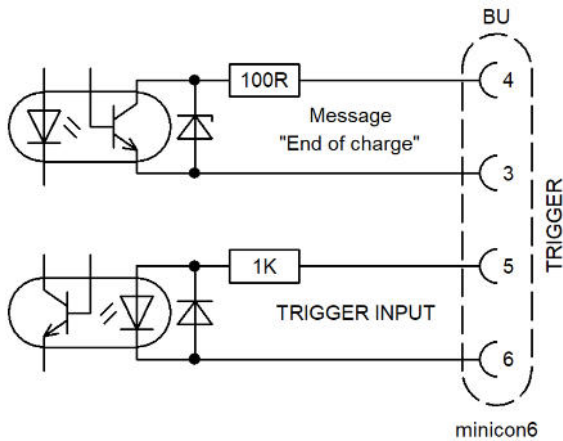 BU
100R
4
Message
"End of charge"
3
TRIGGER
1K
5
TRIGGER INPUT
6
minicon6